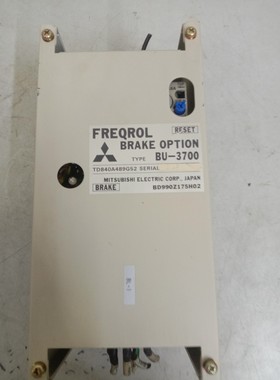 FREQROL
RESET
BRAKE OPTION
TYPE BU-3700
TD840A489G52 SERIAL
MITSUBISHI ELECTRIC CORP. JAPAN
BRAKE
BD990Z175H02